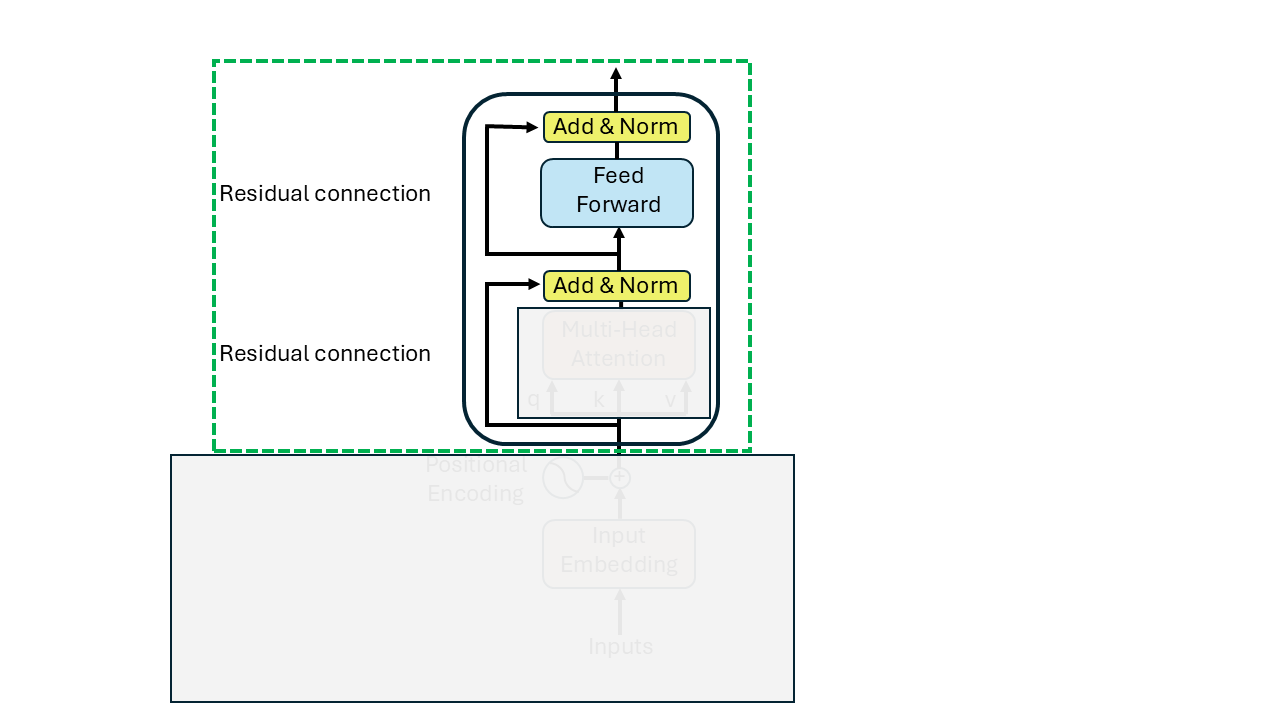 Add & Norm
Feed
Forward
Residual connection
Add & Norm
Multi-Head
Attention
Residual connection
q k v
Positional
Encoding
+
Input
Embedding
Inputs